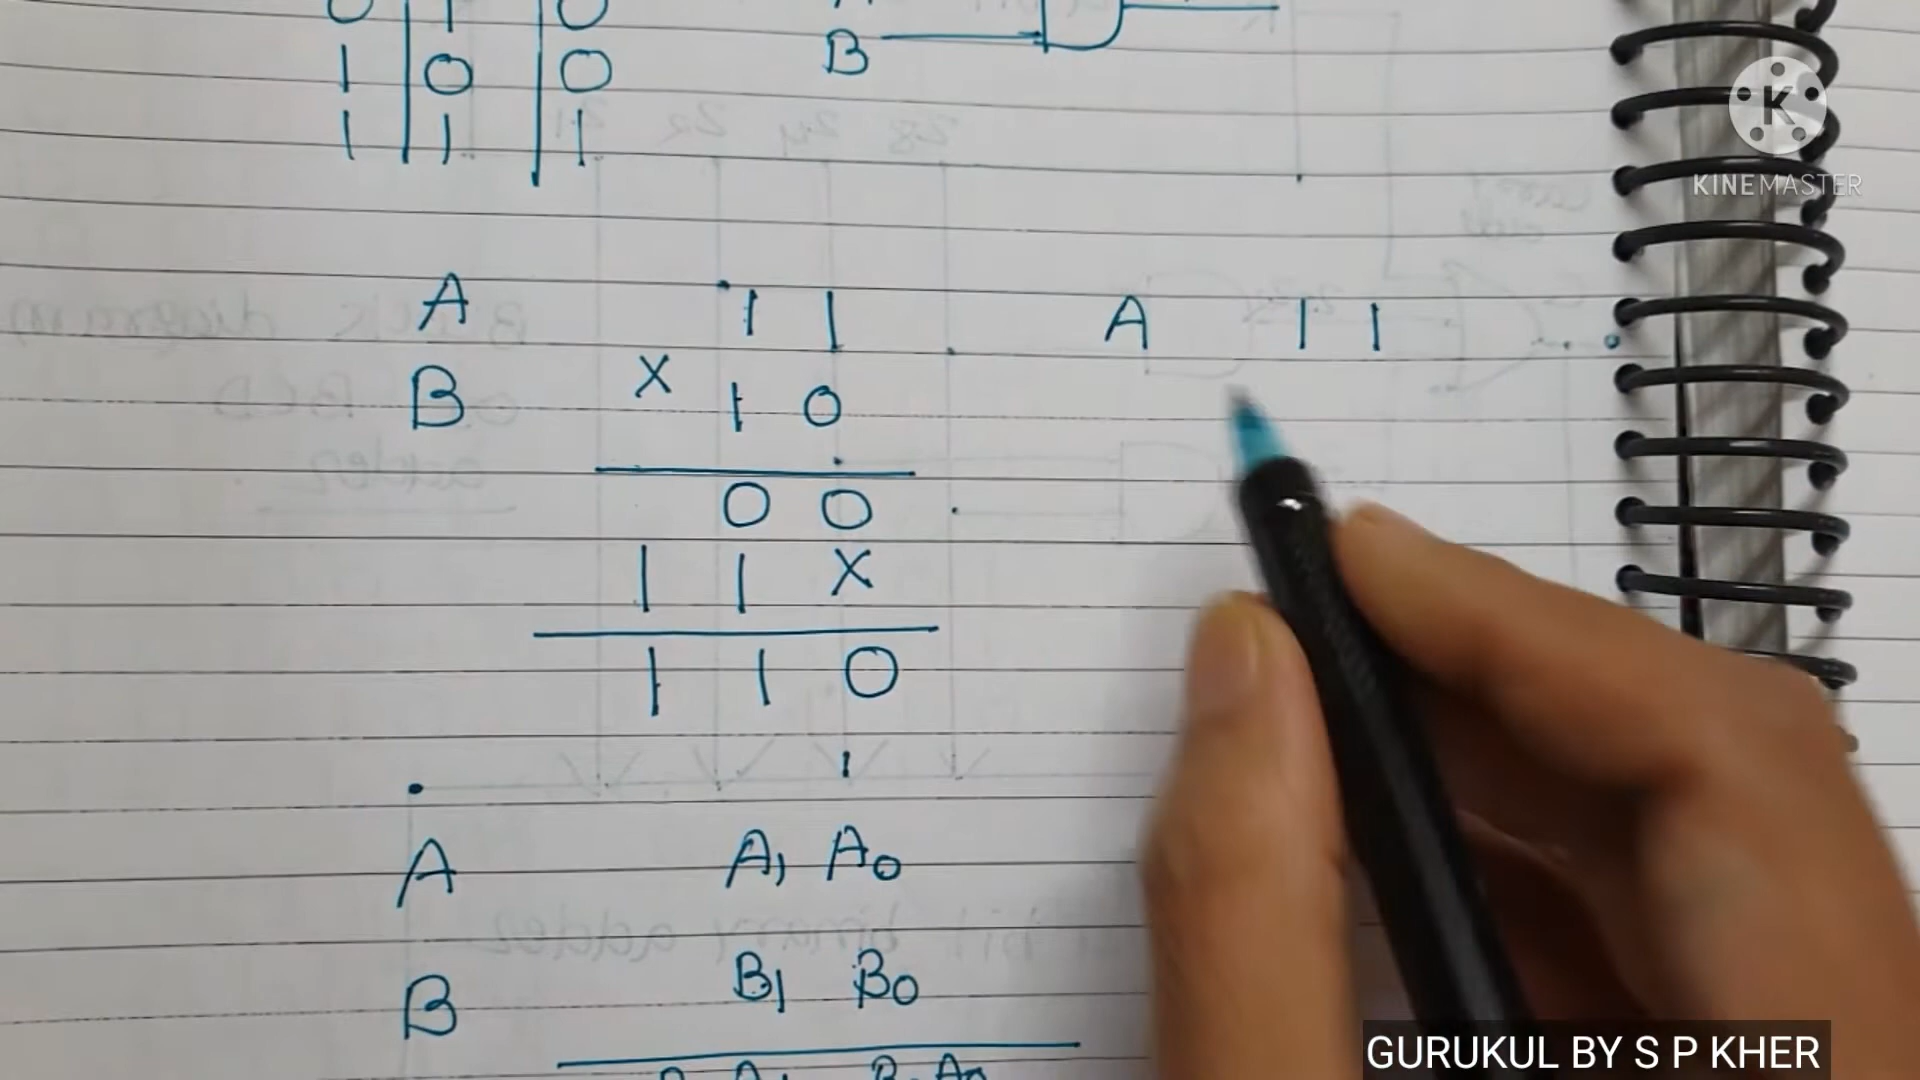 0 1 0
B
1 0 0
1 1 1
KINEMASTER
A 1 1
B × 1 0
0 0
1 1 ×
1 1 0
A 1 1
A A1 A0
B B1 B0
GURUKUL BY S P KHER